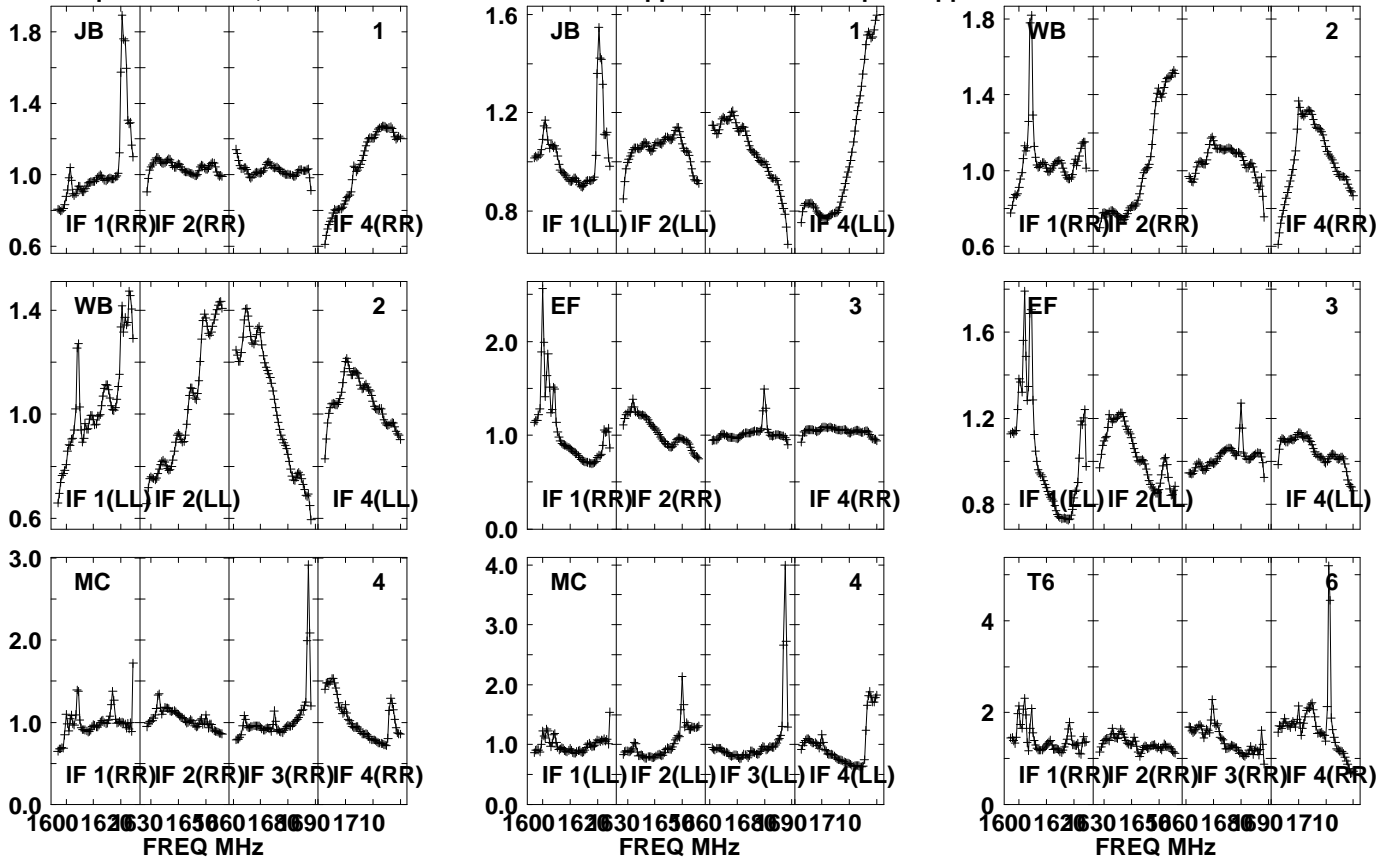 JB 1
1.8
1.4
1.0
0.6
IF 1(RR) IF 2(RR) IF 4(RR)
JB 1
1.6
1.2
0.8
IF 1(LL) IF 2(LL) IF 4(LL)
WB 2
1.8
1.4
1.0
0.6
IF 1(RR) IF 2(RR) IF 4(RR)
WB 2
1.4
1.0
0.6
IF 1(LL) IF 2(LL) IF 4(LL)
EF 3
2.0
1.0
0.0
IF 1(RR) IF 2(RR) IF 4(RR)
EF 3
1.6
1.2
0.8
IF 1(LL) IF 2(LL) IF 4(LL)
MC 4
3.0
2.0
1.0
0.0
IF 1(RR) IF 2(RR) IF 3(RR) IF 4(RR)
1600 1710
FREQ MHz
MC 4
4.0
3.0
2.0
1.0
0.0
IF 1(LL) IF 2(LL) IF 3(LL) IF 4(LL)
1600 1710
FREQ MHz
T6 6
4
2
0
IF 1(RR) IF 2(RR) IF 3(RR) IF 4(RR)
1600 1710
FREQ MHz